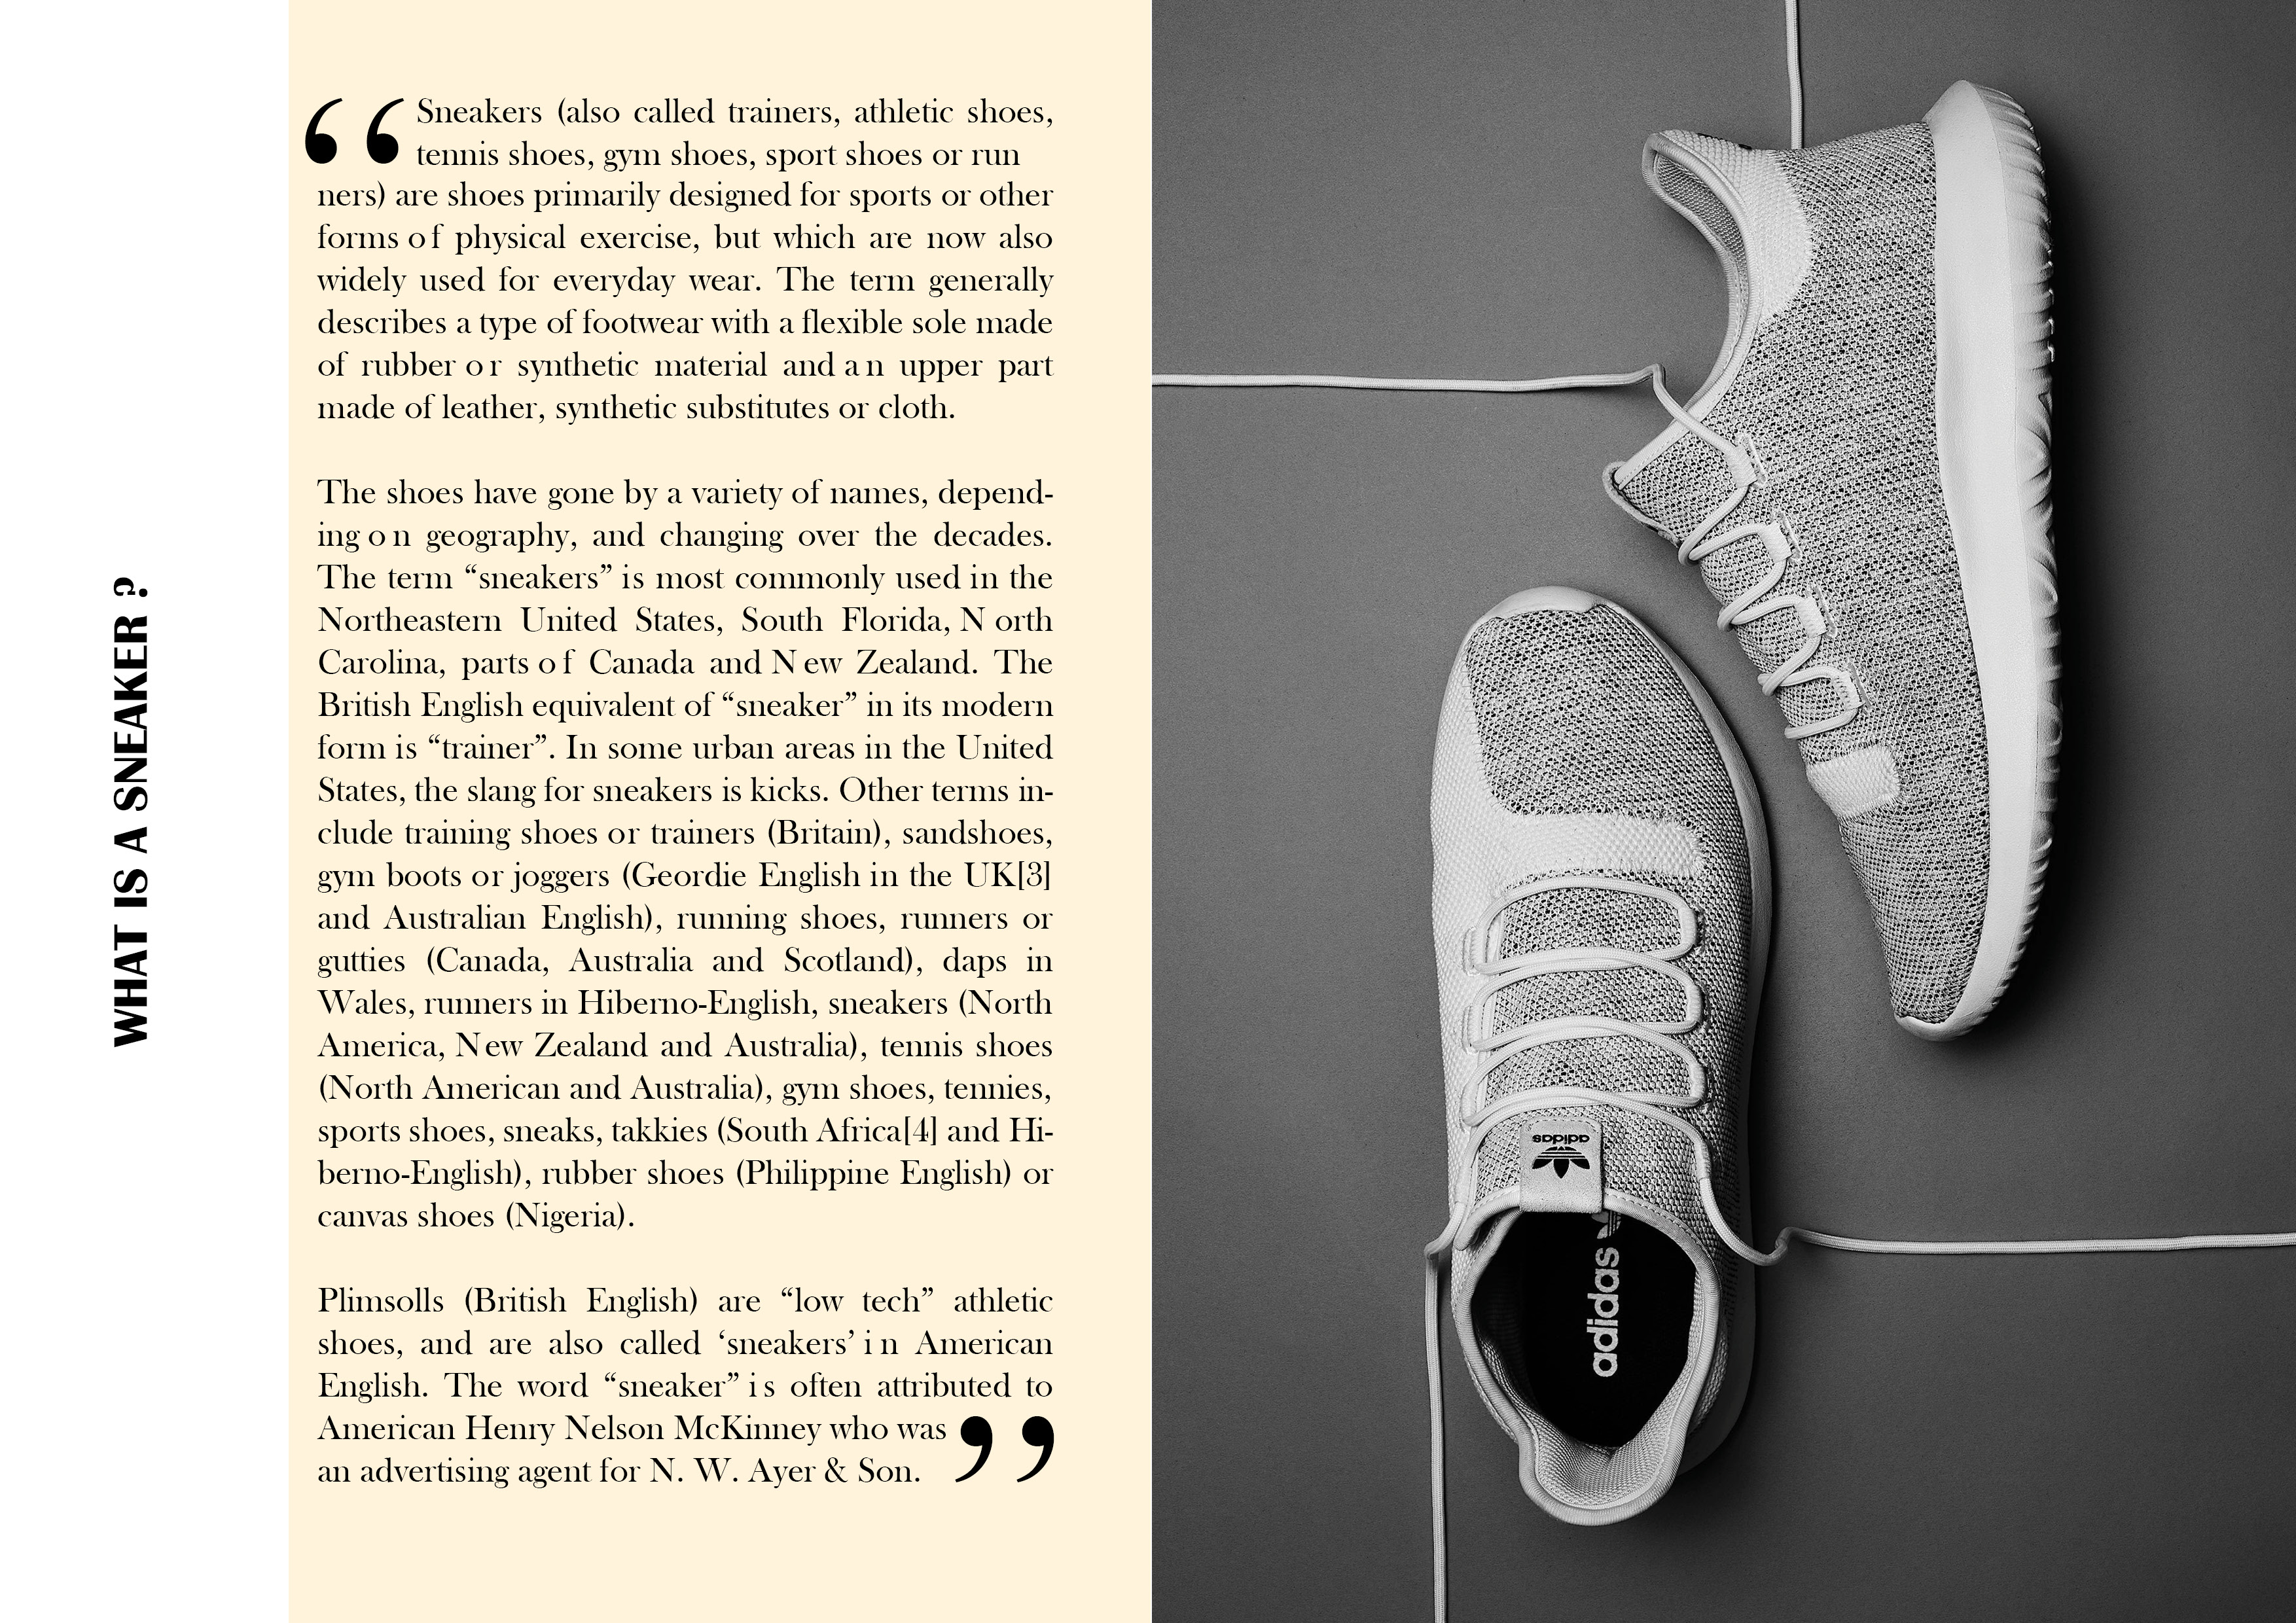 WHAT IS A SNEAKER ?
“ Sneakers (also called trainers, athletic shoes,
tennis shoes, gym shoes, sport shoes or run
ners) are shoes primarily designed for sports or other
forms of physical exercise, but which are now also
widely used for everyday wear. The term generally
describes a type of footwear with a flexible sole made
of rubber or synthetic material and an upper part
made of leather, synthetic substitutes or cloth.
The shoes have gone by a variety of names, depend-
ing on geography, and changing over the decades.
The term “sneakers” is most commonly used in the
Northeastern United States, South Florida, North
Carolina, parts of Canada and New Zealand. The
British English equivalent of “sneaker” in its modern
form is “trainer”. In some urban areas in the United
States, the slang for sneakers is kicks. Other terms in-
clude training shoes or trainers (Britain), sandshoes,
gym boots or joggers (Geordie English in the UK[3]
and Australian English), running shoes, runners or
gutties (Canada, Australia and Scotland), daps in
Wales, runners in Hiberno-English, sneakers (North
America, New Zealand and Australia), tennis shoes
(North American and Australia), gym shoes, tennies,
sports shoes, sneaks, takkies (South Africa[4] and Hi-
berno-English), rubber shoes (Philippine English) or
canvas shoes (Nigeria).
Plimsolls (British English) are “low tech” athletic
shoes, and are also called ‘sneakers’ in American
English. The word “sneaker” is often attributed to
American Henry Nelson McKinney who was
an advertising agent for N. W. Ayer & Son. ”
adidas
adidas